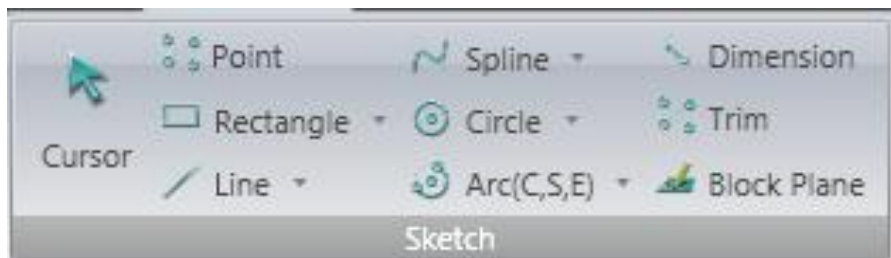 Cursor
Point
Rectangle
Line
Spline
Circle
Arc(C,S,E)
Dimension
Trim
Block Plane
Sketch